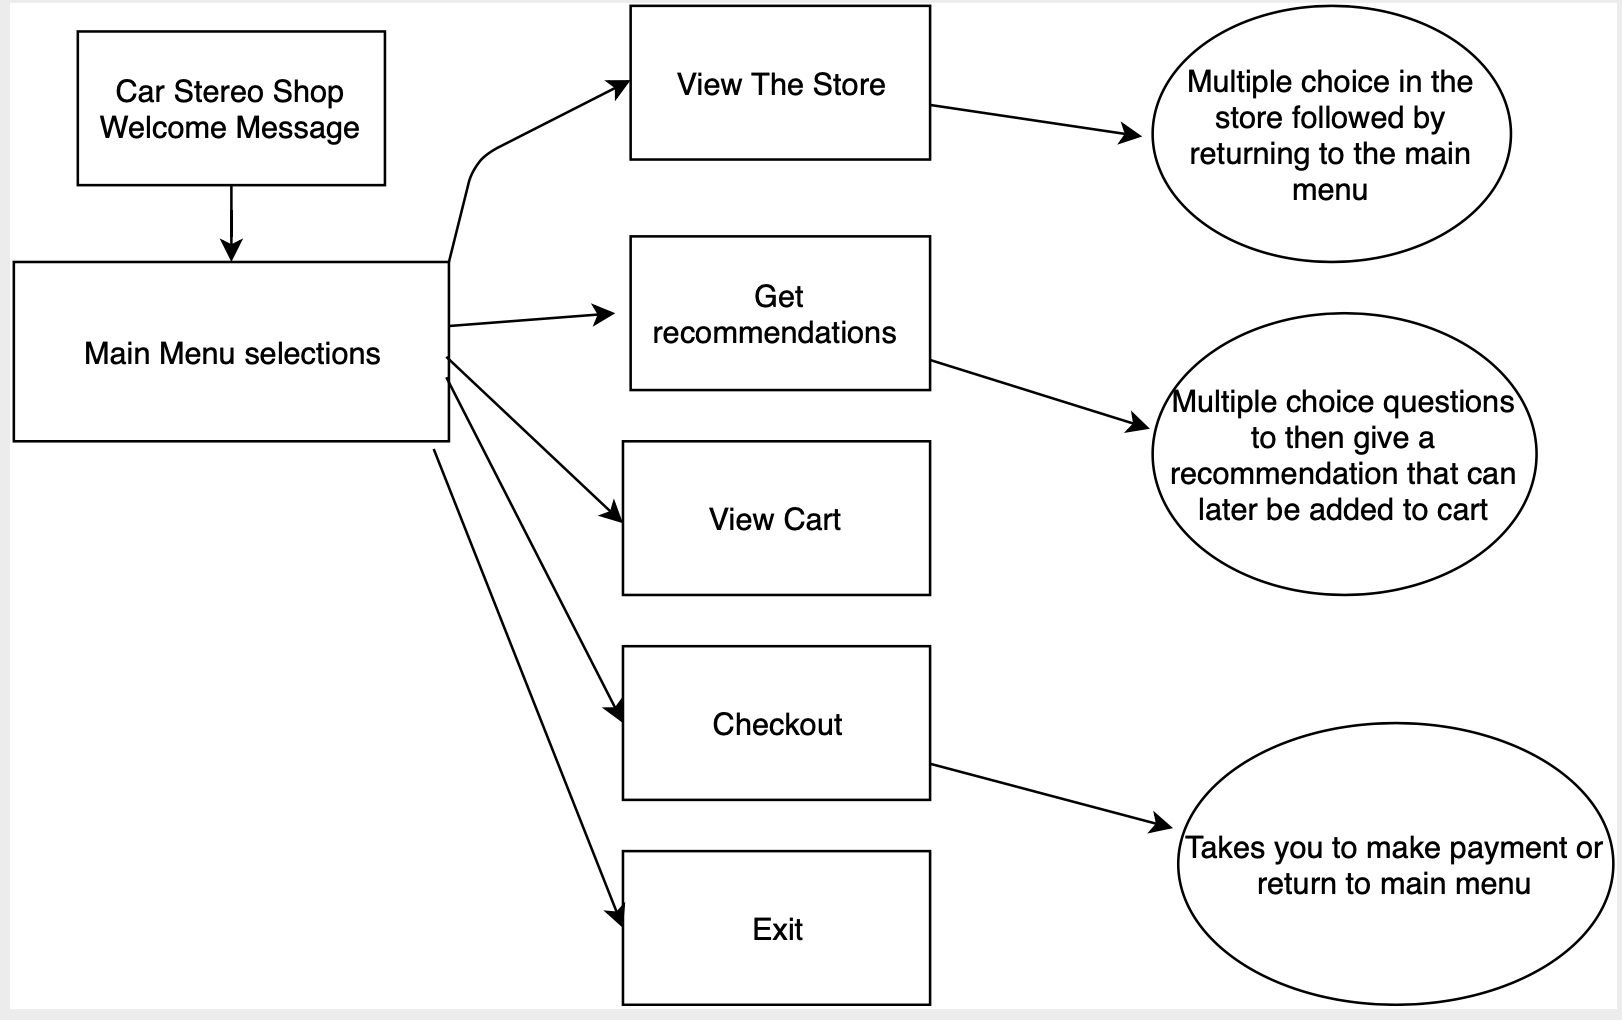 Car Stereo Shop
Welcome Message
Main Menu selections
View The Store
Multiple choice in the
store followed by
returning to the main
menu
Get
recommendations
Multiple choice questions
to then give a
recommendation that can
later be added to cart
View Cart
Checkout
Takes you to make payment or
return to main menu
Exit